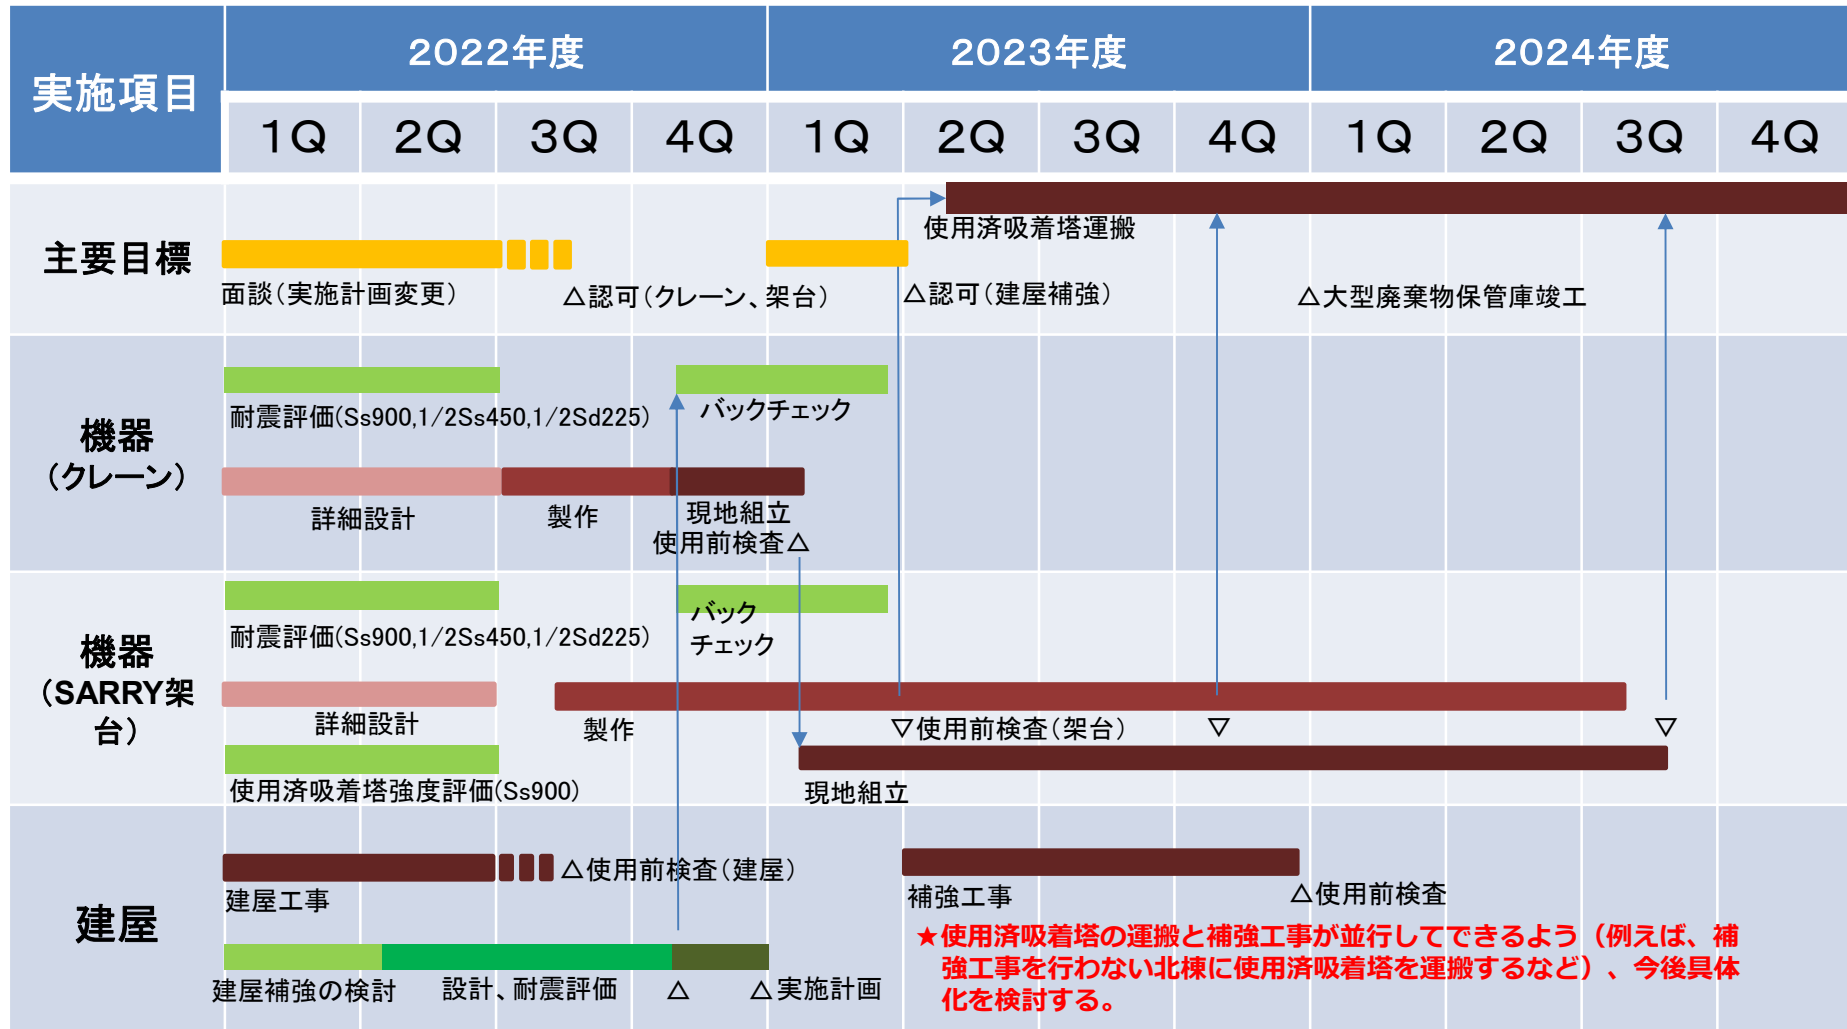 実施項目
2022年度
2023年度
2024年度
1Q 2Q 3Q 4Q 1Q 2Q 3Q 4Q 1Q 2Q 3Q 4Q
主要目標
使用済吸着塔運搬
面談(実施計画変更)
△認可(クレーン、架台)
△認可(建屋補強)
△大型廃棄物保管庫竣工
機器
(クレーン)
耐震評価(Ss900,1/2Ss450,1/2Sd225)
バックチェック
詳細設計
製作
現地組立
使用前検査△
機器
(SARRY架
台)
耐震評価(Ss900,1/2Ss450,1/2Sd225)
バック
チェック
詳細設計
製作
▽使用前検査(架台)
▽
▽
使用済吸着塔強度評価(Ss900)
現地組立
建屋
△使用前検査(建屋)
建屋工事
補強工事
△使用前検査
建屋補強の検討
設計、耐震評価
△
△実施計画
★使用済吸着塔の運搬と補強工事が並行してできるよう(例えば、補
強工事を行わない北棟に使用済吸着塔を運搬するなど)、今後具体
化を検討する。